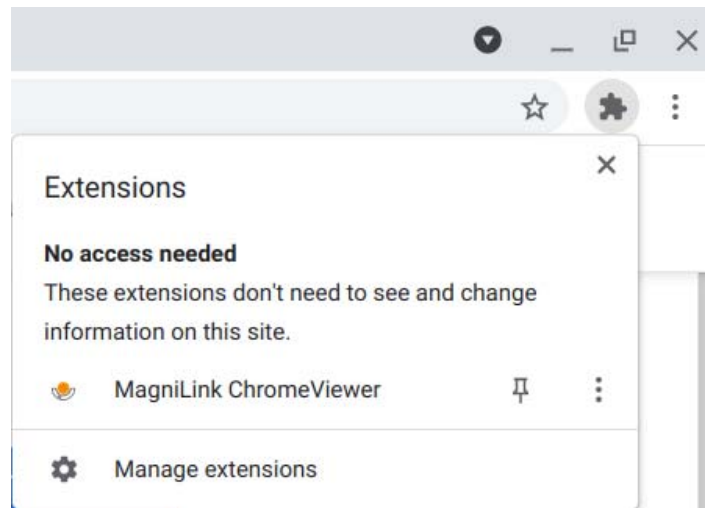 Extensions
No access needed
These extensions don't need to see and change
information on this site.
MagniLink ChromeViewer
Manage extensions